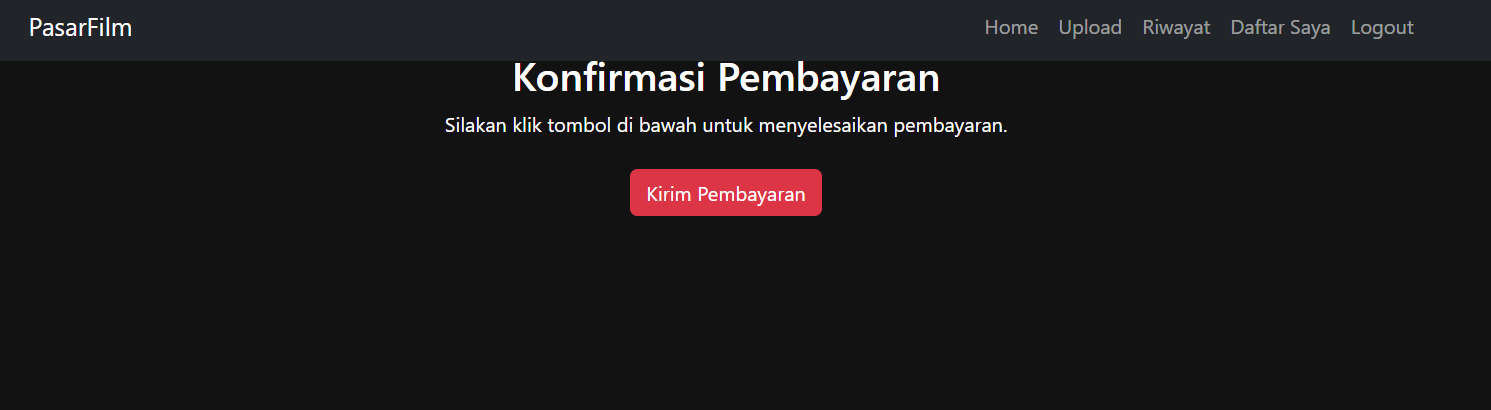 PasarFilm Home Upload Riwayat Daftar Saya Logout
Konfirmasi Pembayaran
Silakan klik tombol di bawah untuk menyelesaikan pembayaran.
Kirim Pembayaran